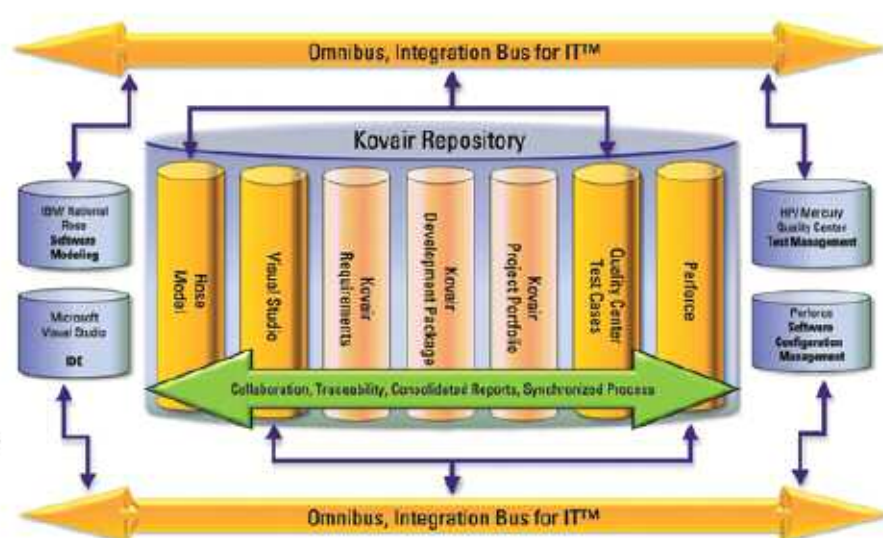 Omnibus, Integration Bus for IT™
Kovair Repository
IBM/ Rational
Rose
Software
Modeling
Microsoft
Visual Studio
IDE
Rose
Model
Visual Studio
Kovair
Requirements
Kovair
Development Package
Kovair
Project Portfolio
Quality Center
Test Cases
Perforce
HP/ Mercury
Quality Center
Test Management
Perforce
Software
Configuration
Management
Collaboration, Traceability, Consolidated Reports, Synchronized Process
Omnibus, Integration Bus for IT™